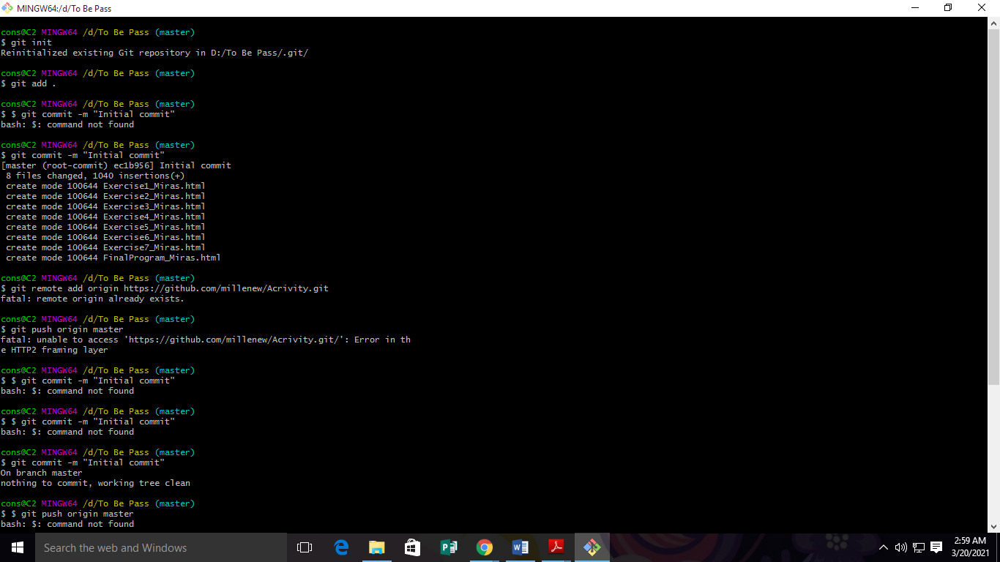 MINGW64:/d/To Be Pass
cons@C2 MINGW64 /d/To Be Pass (master)
$ git init
Reinitialized existing Git repository in D:/To Be Pass/.git/
cons@C2 MINGW64 /d/To Be Pass (master)
$ git add .
cons@C2 MINGW64 /d/To Be Pass (master)
$ $ git commit -m "Initial commit"
bash: $: command not found
cons@C2 MINGW64 /d/To Be Pass (master)
$ git commit -m "Initial commit"
[master (root-commit) ec1b956] Initial commit
8 files changed, 1040 insertions(+)
create mode 100644 Exercise1_Miras.html
create mode 100644 Exercise2_Miras.html
create mode 100644 Exercise3_Miras.html
create mode 100644 Exercise4_Miras.html
create mode 100644 Exercise5_Miras.html
create mode 100644 Exercise6_Miras.html
create mode 100644 Exercise7_Miras.html
create mode 100644 FinalProgram_Miras.html
cons@C2 MINGW64 /d/To Be Pass (master)
$ git remote add origin https://github.com/millenew/Acrivity.git
fatal: remote origin already exists.
cons@C2 MINGW64 /d/To Be Pass (master)
$ git push origin master
fatal: unable to access 'https://github.com/millenew/Acrivity.git/': Error in th
e HTTP2 framing layer
cons@C2 MINGW64 /d/To Be Pass (master)
$ $ git commit -m "Initial commit"
bash: $: command not found
cons@C2 MINGW64 /d/To Be Pass (master)
$ $ git commit -m "Initial commit"
bash: $: command not found
cons@C2 MINGW64 /d/To Be Pass (master)
$ git commit -m "Initial commit"
On branch master
nothing to commit, working tree clean
cons@C2 MINGW64 /d/To Be Pass (master)
$ $ git push origin master
bash: $: command not found
Search the web and Windows
2:59 AM
3/20/2021